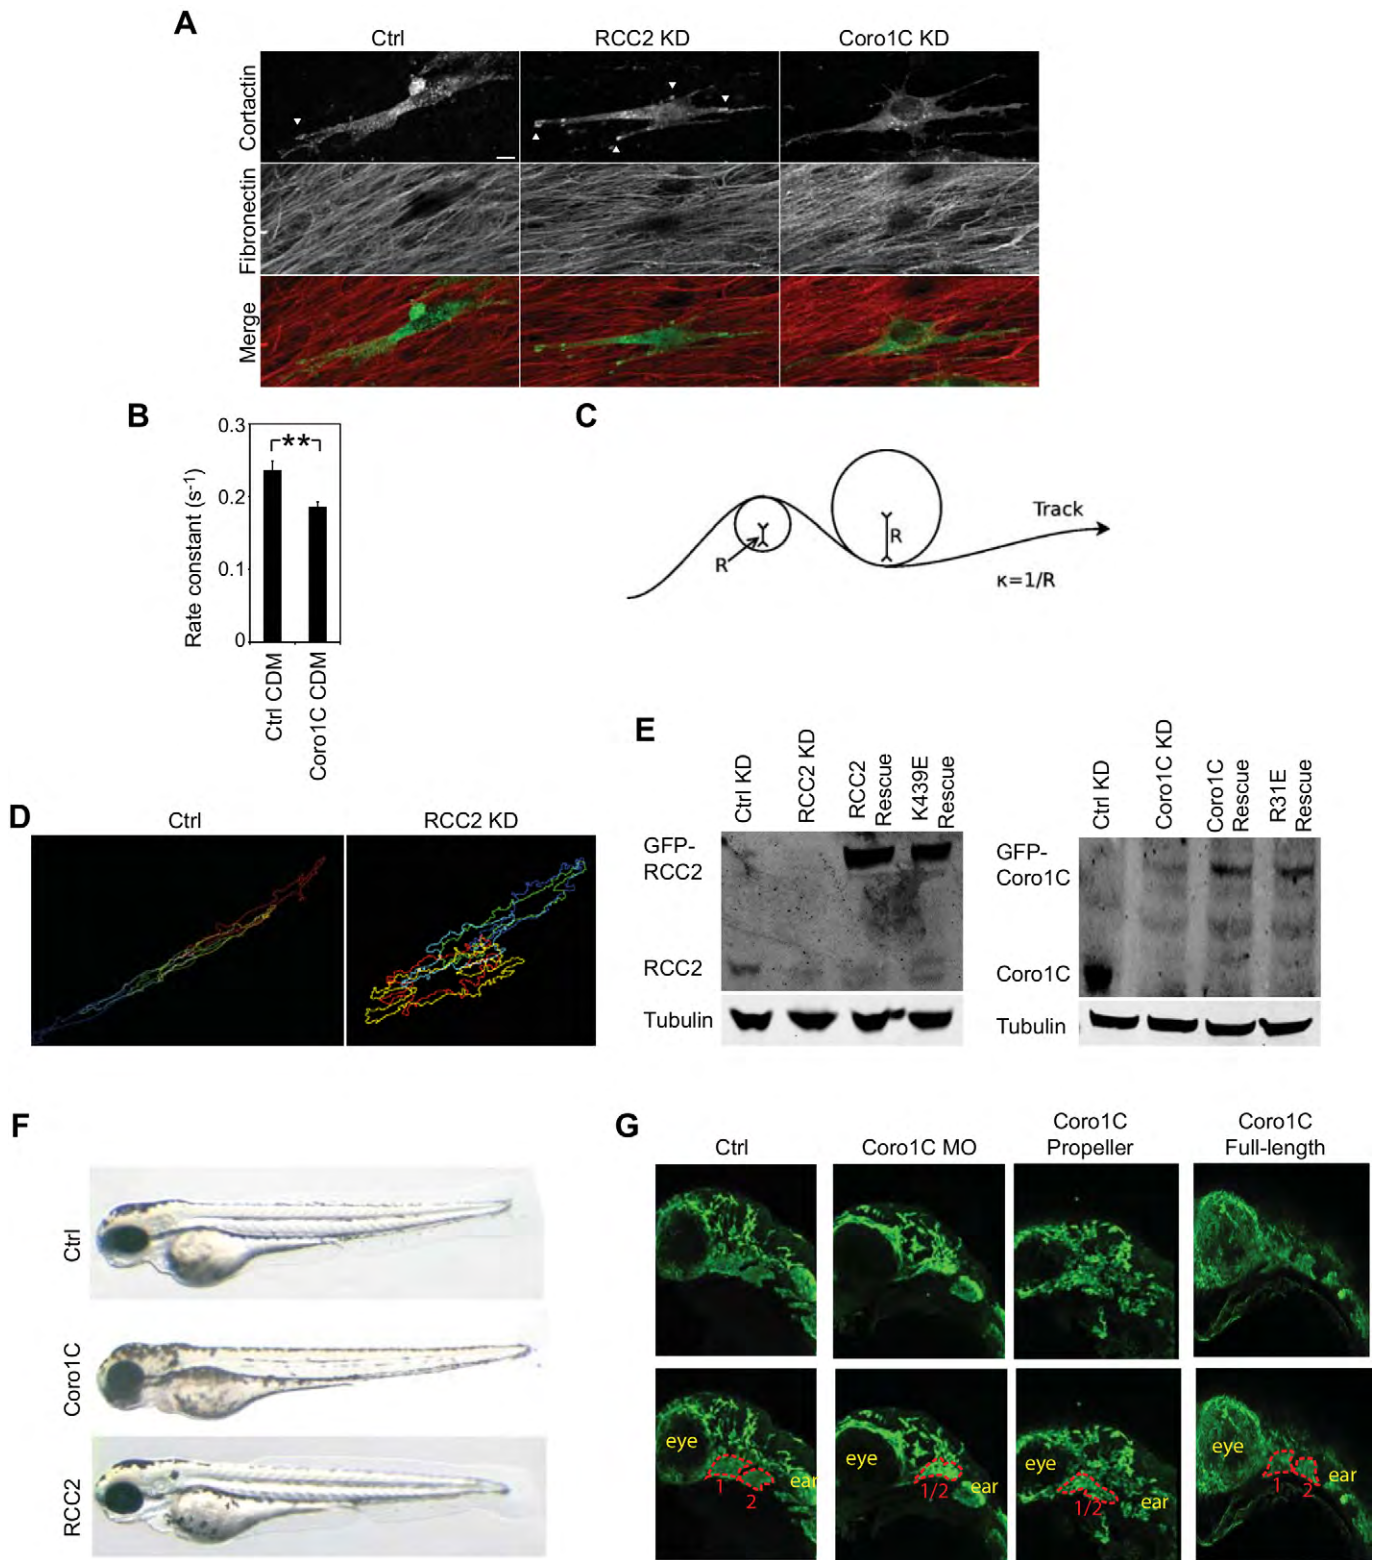 A
Ctrl
RCC2 KD
Coro1C KD
Cortactin
Fibronectin
Merge
B
Rate constant (s-1)
0.3
0.2
0.1
0
**
Ctrl CDM
Coro1C CDM
C
R
R
Track
κ=1/R
D
Ctrl
RCC2 KD
E
Ctrl KD
RCC2 KD
RCC2
Rescue
K439E
Rescue
GFP-
RCC2
RCC2
Tubulin
Ctrl KD
Coro1C KD
Coro1C
Rescue
R31E
Rescue
GFP-
Coro1C
Coro1C
Tubulin
F
Ctrl
Coro1C
RCC2
G
Ctrl
Coro1C MO
Coro1C
Propeller
Coro1C
Full-length
eye
ear
1
2
eye
ear
1/2
eye
ear
1/2
eye
ear
1
2